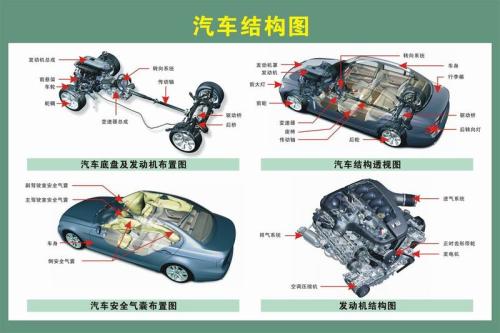 汽车结构图
发动机总成
前悬架
车轮
轮辋
转向系统
传动轴
变速器总成
驱动桥
后桥
汽车底盘及发动机布置图
转向系统
发动机罩
发动机
车身
行李箱
前大灯
前轮
变速器
座椅
传动轴
后轮
驱动桥
后转向灯
汽车结构透视图
副驾驶室安全气囊
主驾驶室安全气囊
车身
侧安全气囊
汽车安全气囊布置图
进气系统
排气系统
正时齿形带轮
发电机
空调压缩机
发动机结构图